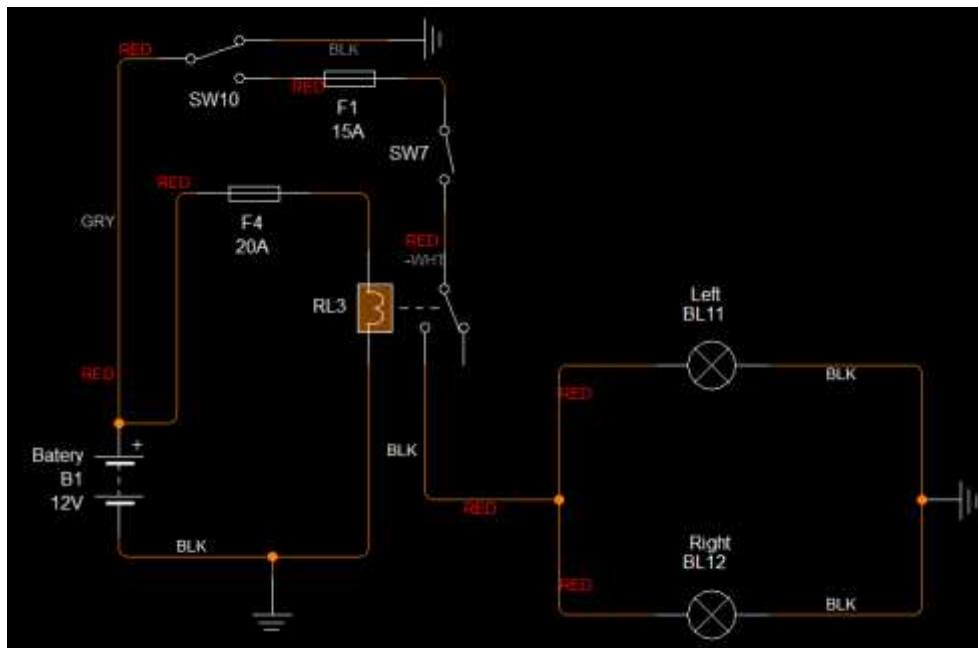 RED
BLK
SW10
RED
F1
15A
SW7
RED
F4
20A
GRY
RED
-WHT
RL3
Left
BL11
RED
BLK
RED
BLK
Batery
B1
12V
+
RED
BLK
Right
BL12
RED
BLK